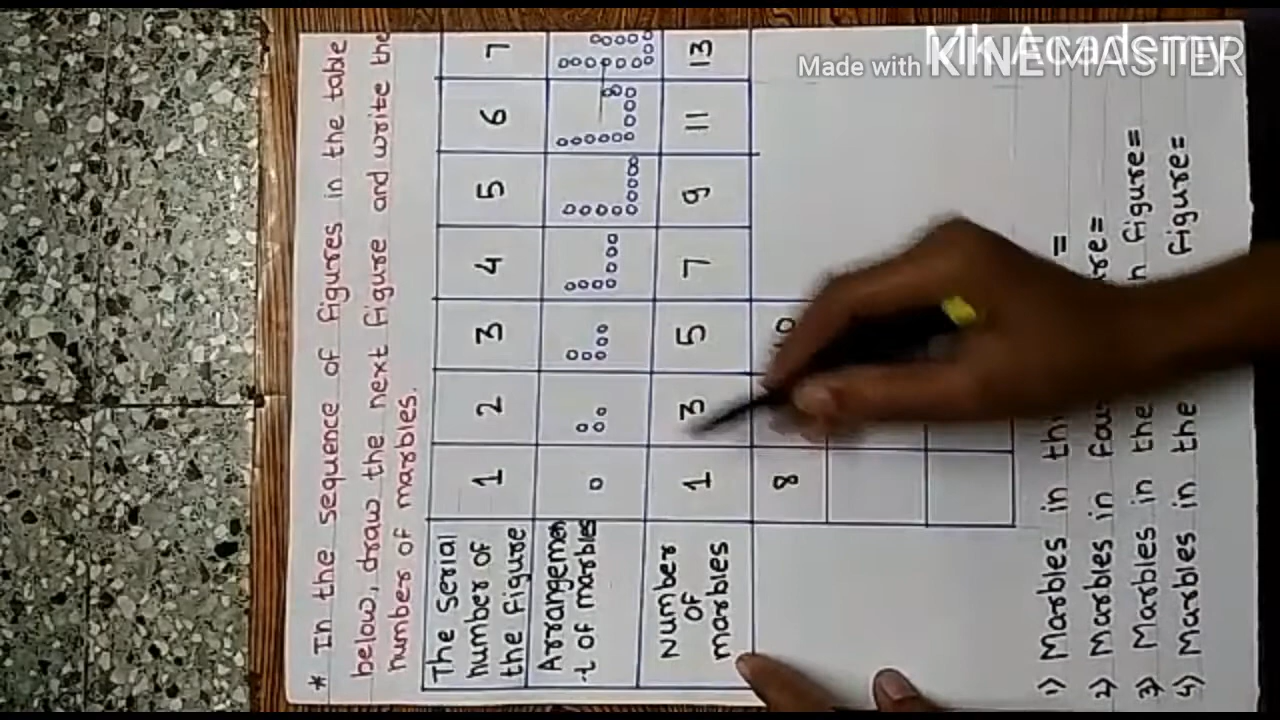 * In the sequence of figures in the table
below, draw the next figure and write the
number of marbles.
The Serial number of the Figure 1 2 3 4 5 6 7
Arrangemen -t of marbles
Number of marbles 1 3 5 7 9 11 13
8
1) Marbles in =
2) Marbles in =
3) Marbles in the figure=
4) Marbles in the figure=
Mk Academy
Made with KINEMASTER